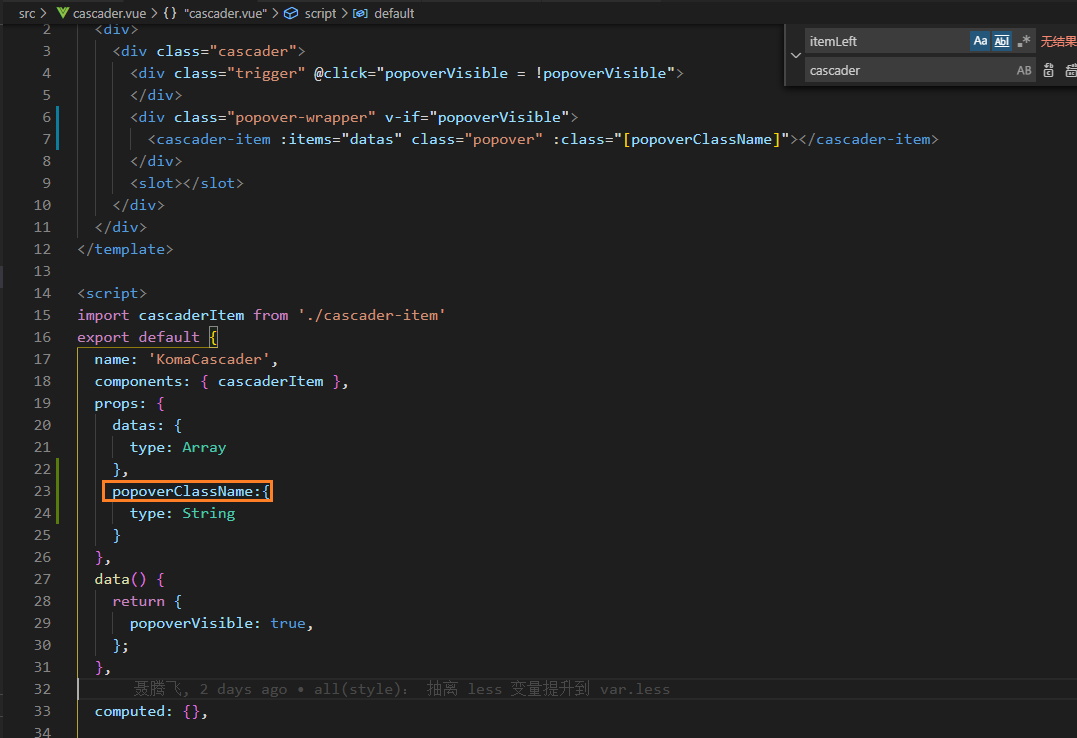 src > cascader.vue > {} "cascader.vue" > script > default
itemLeft Aa Abl .* 无结果
cascader AB
2 <div>
3 <div class="cascader">
4 <div class="trigger" @click="popoverVisible = !popoverVisible">
5 </div>
6 <div class="popover-wrapper" v-if="popoverVisible">
7 <cascader-item :items="datas" class="popover" :class="[popoverClassName]"></cascader-item>
8 </div>
9 <slot></slot>
10 </div>
11 </div>
12 </template>
13
14 <script>
15 import cascaderItem from './cascader-item'
16 export default {
17 name: 'KomaCascader',
18 components: { cascaderItem },
19 props: {
20 datas: {
21 type: Array
22 },
23 popoverClassName:{
24 type: String
25 }
26 },
27 data() {
28 return {
29 popoverVisible: true,
30 };
31 },
32 聂腾飞, 2 days ago • all(style): 抽离 less 变量提升到 var.less
33 computed: {},
34